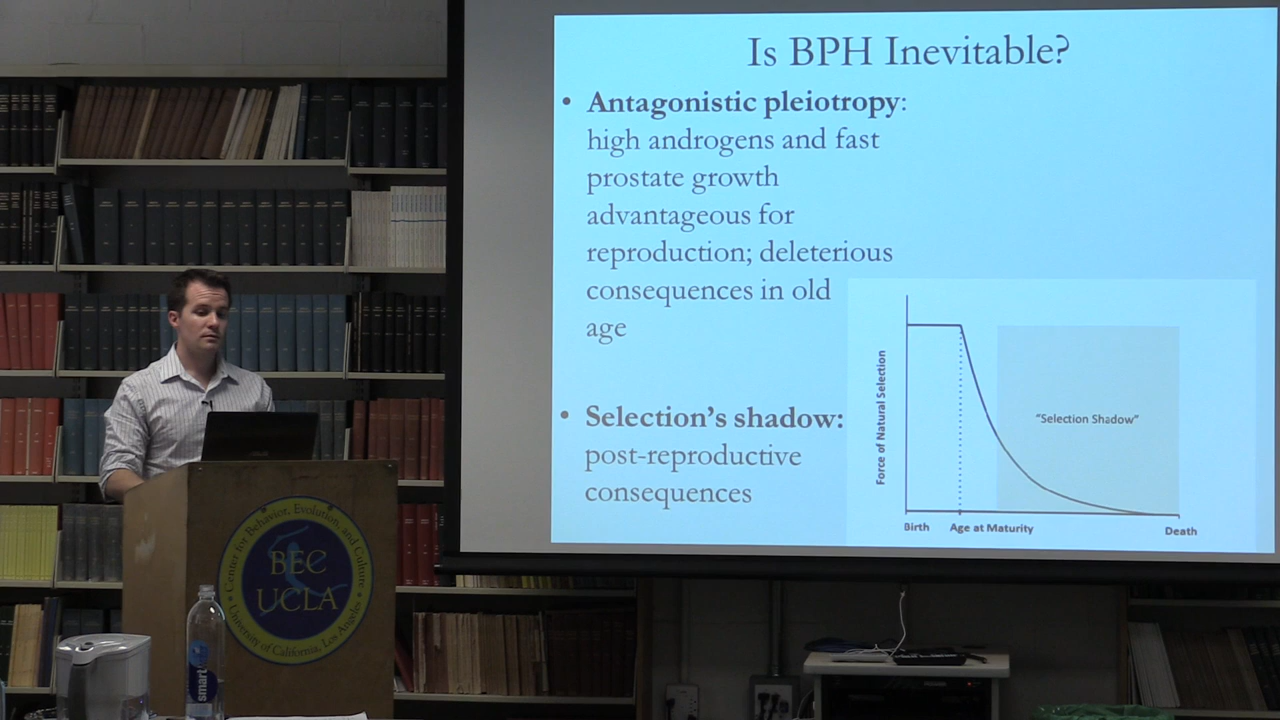 Is BPH Inevitable?
• Antagonistic pleiotropy:
high androgens and fast
prostate growth
advantageous for
reproduction; deleterious
consequences in old
age
• Selection's shadow:
post-reproductive
consequences
Force of Natural Selection
"Selection Shadow"
Birth
Age at Maturity
Death
Center for Behavior, Evolution, and Culture
BEC
UCLA
University of California, Los Angeles
smart